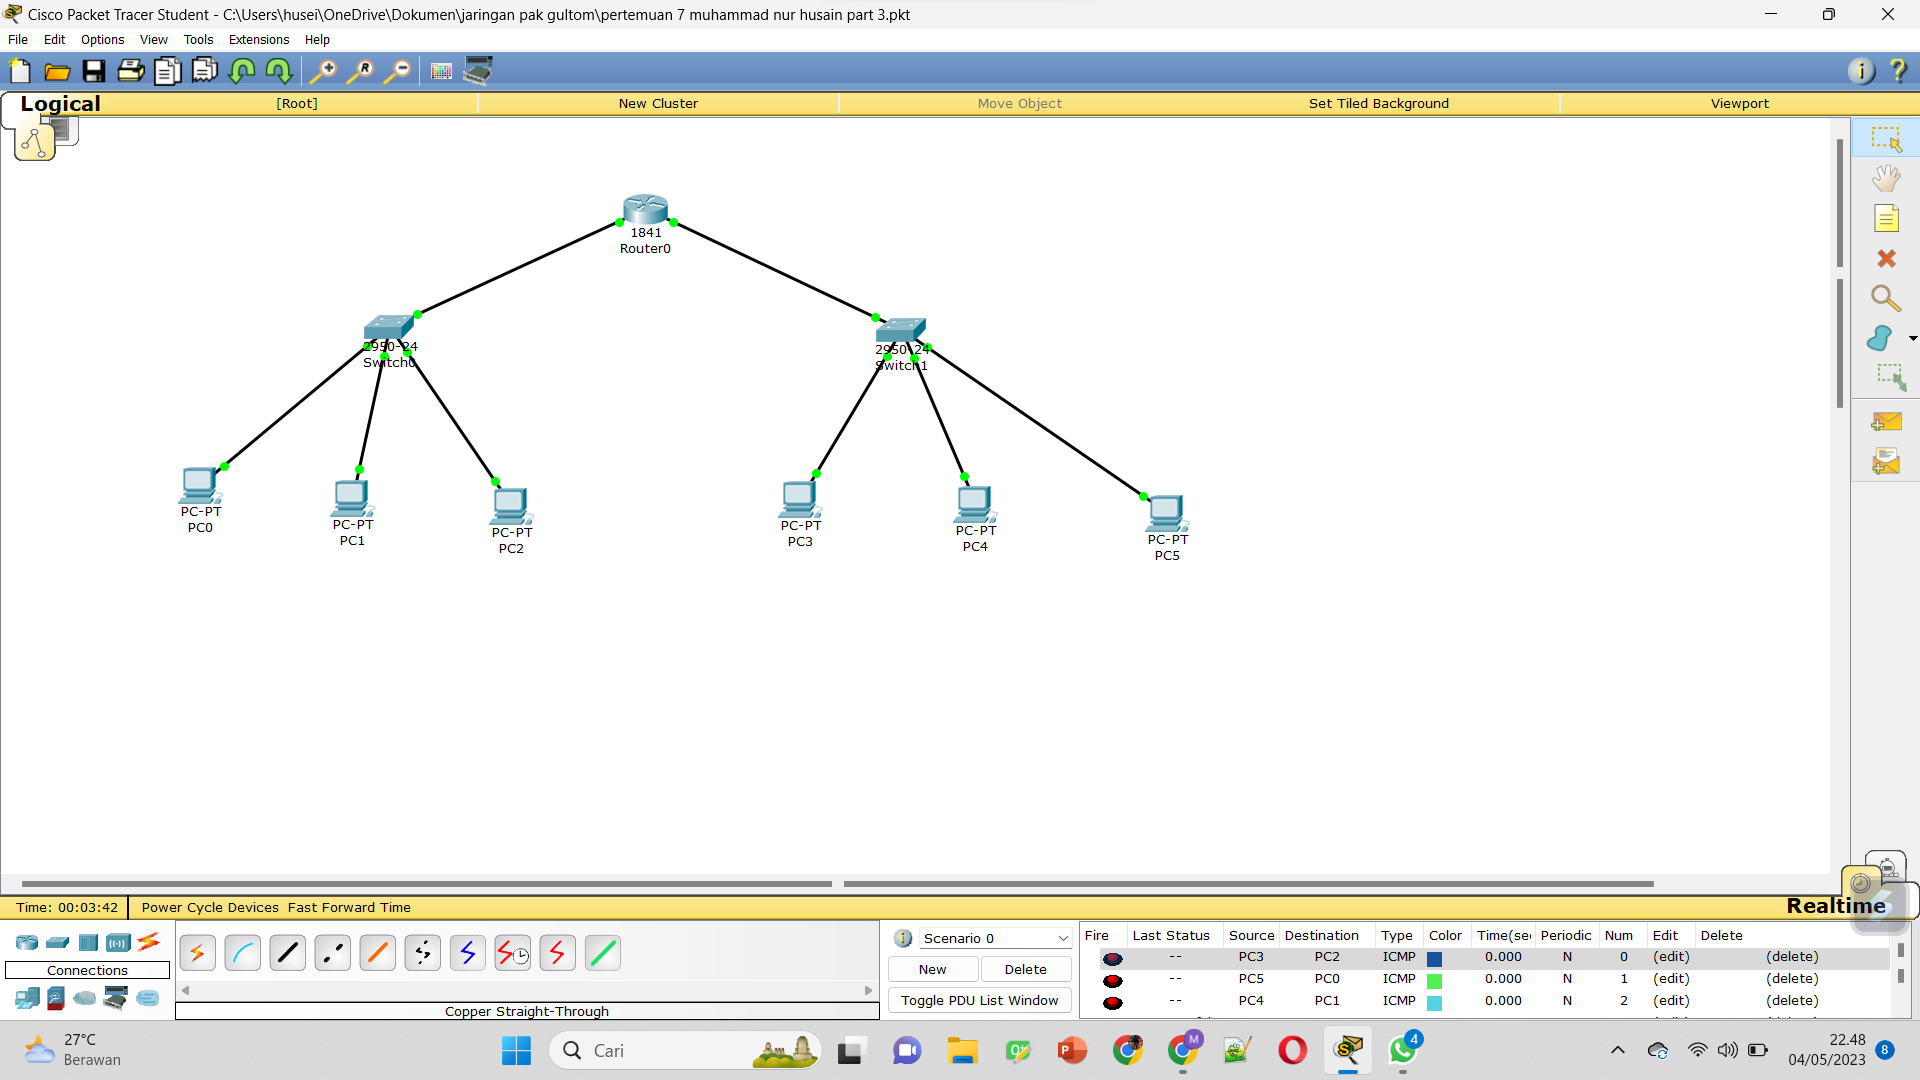 Cisco Packet Tracer Student - C:\Users\husei\OneDrive\Dokumen\jaringan pak gultom\pertemuan 7 muhammad nur husain part 3.pkt
File Edit Options View Tools Extensions Help
Logical [Root] New Cluster Move Object Set Tiled Background Viewport
1841
Router0
2950-24
Switch0
2950-24
Switch1
PC-PT
PC0
PC-PT
PC1
PC-PT
PC2
PC-PT
PC3
PC-PT
PC4
PC-PT
PC5
Time: 00:03:42 Power Cycle Devices Fast Forward Time Realtime
Connections
Copper Straight-Through
Scenario 0
New Delete
Toggle PDU List Window
Fire Last Status Source Destination Type Color Time(sec Periodic Num Edit Delete
-- PC3 PC2 ICMP 0.000 N 0 (edit) (delete)
-- PC5 PC0 ICMP 0.000 N 1 (edit) (delete)
-- PC4 PC1 ICMP 0.000 N 2 (edit) (delete)
27°C
Berawan
Cari
M
4
22.48
04/05/2023
8